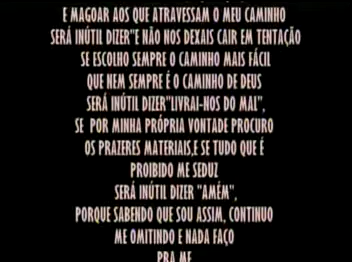 E MAGOAR AOS QUE ATRAVESSAM O MEU CAMINHO
SERÁ INÚTIL DIZER"E NÃO NOS DEXAIS CAIR EM TENTAÇÃO
SE ESCOLHO SEMPRE O CAMINHO MAIS FÁCIL
QUE NEM SEMPRE É O CAMINHO DE DEUS
SERÁ INÚTIL DIZER"LIVRAI-NOS DO MAL",
SE POR MINHA PRÓPRIA VONTADE PROCURO
OS PRAZERES MATERIAIS,E SE TUDO QUE É
PROIBIDO ME SEDUZ
SERÁ INÚTIL DIZER "AMÉM",
PORQUE SABENDO QUE SOU ASSIM, CONTINUO
ME OMITINDO E NADA FAÇO
PRA ME